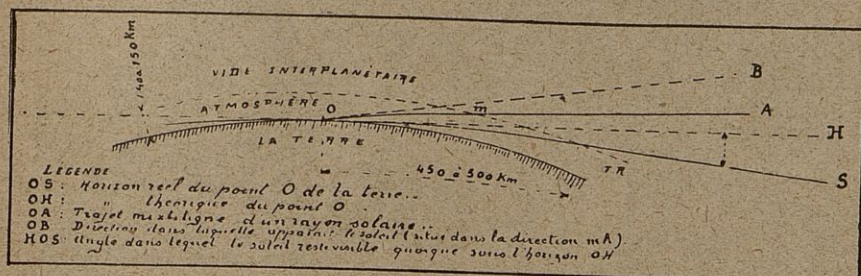 140 à 150 Km
VIDE INTERPLANÉTAIRE
B
ATMOSPHÈRE O m A
LA TERRE H
450 à 500 Km TR S
LÉGENDE
OS : Horizon réel du point O de la terre..
OH : " théorique du point O
OA : Trajet mixtiligne d'un rayon solaire..
OB Direction dans laquelle apparaît le soleil (situé dans la direction mA).
HOS : Angle dans lequel le soleil reste visible quoique sous l'horizon OH